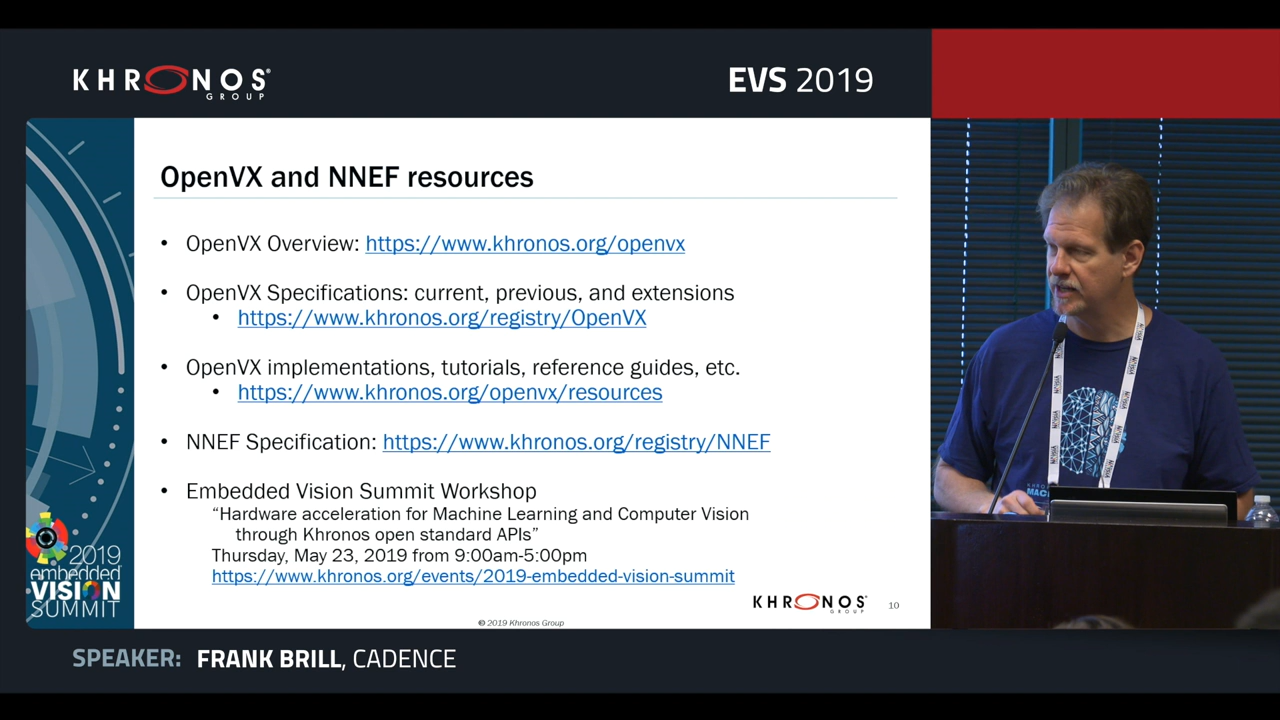 KHRONOS
GROUP
EVS 2019
OpenVX and NNEF resources
• OpenVX Overview: https://www.khronos.org/openvx
• OpenVX Specifications: current, previous, and extensions
• https://www.khronos.org/registry/OpenVX
• OpenVX implementations, tutorials, reference guides, etc.
• https://www.khronos.org/openvx/resources
• NNEF Specification: https://www.khronos.org/registry/NNEF
• Embedded Vision Summit Workshop
“Hardware acceleration for Machine Learning and Computer Vision
through Khronos open standard APIs”
Thursday, May 23, 2019 from 9:00am-5:00pm
https://www.khronos.org/events/2019-embedded-vision-summit
2019
embedded
VISION
SUMMIT
KHRONOS
GROUP
10
© 2019 Khronos Group
SPEAKER: FRANK BRILL, CADENCE